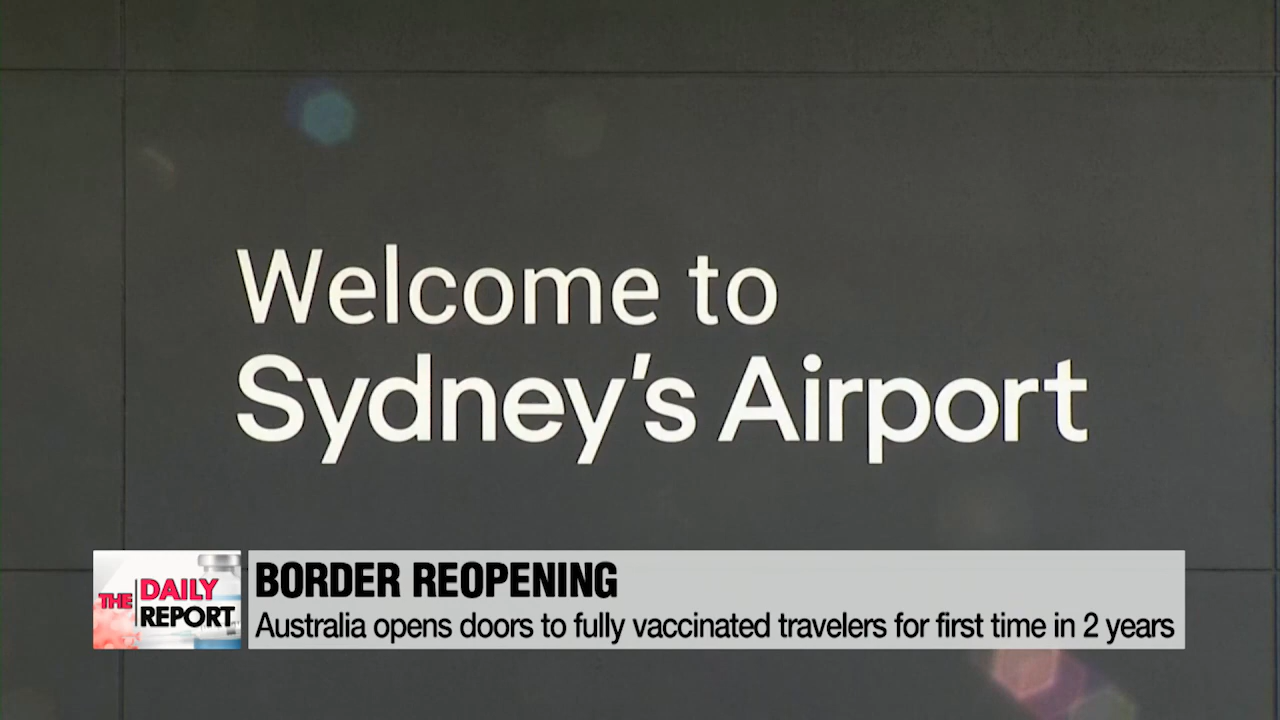 Welcome to
Sydney's Airport
THE DAILY REPORT
BORDER REOPENING
Australia opens doors to fully vaccinated travelers for first time in 2 years